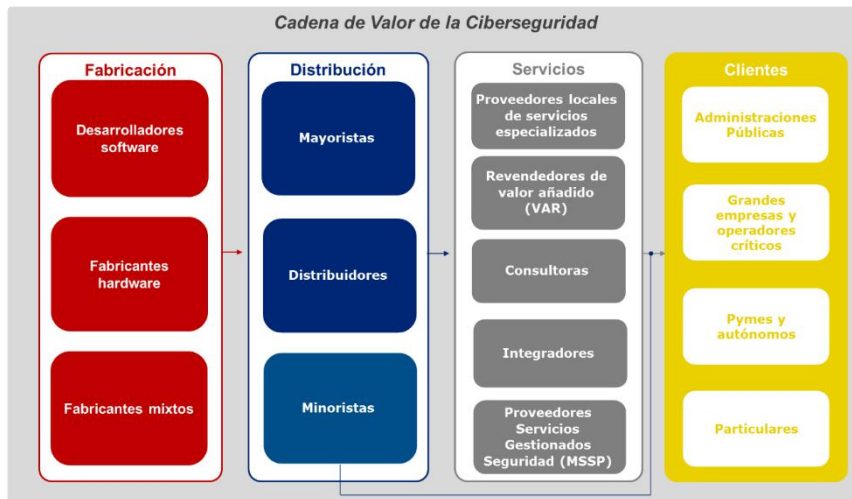 Cadena de Valor de la Ciberseguridad
Fabricación
Desarrolladores
software
Fabricantes
hardware
Fabricantes mixtos
Distribución
Mayoristas
Distribuidores
Minoristas
Servicios
Proveedores locales
de servicios
especializados
Revendedores de
valor añadido
(VAR)
Consultoras
Integradores
Proveedores
Servicios
Gestionados
Seguridad (MSSP)
Clientes
Administraciones
Públicas
Grandes
empresas y
operadores
críticos
Pymes y
autónomos
Particulares